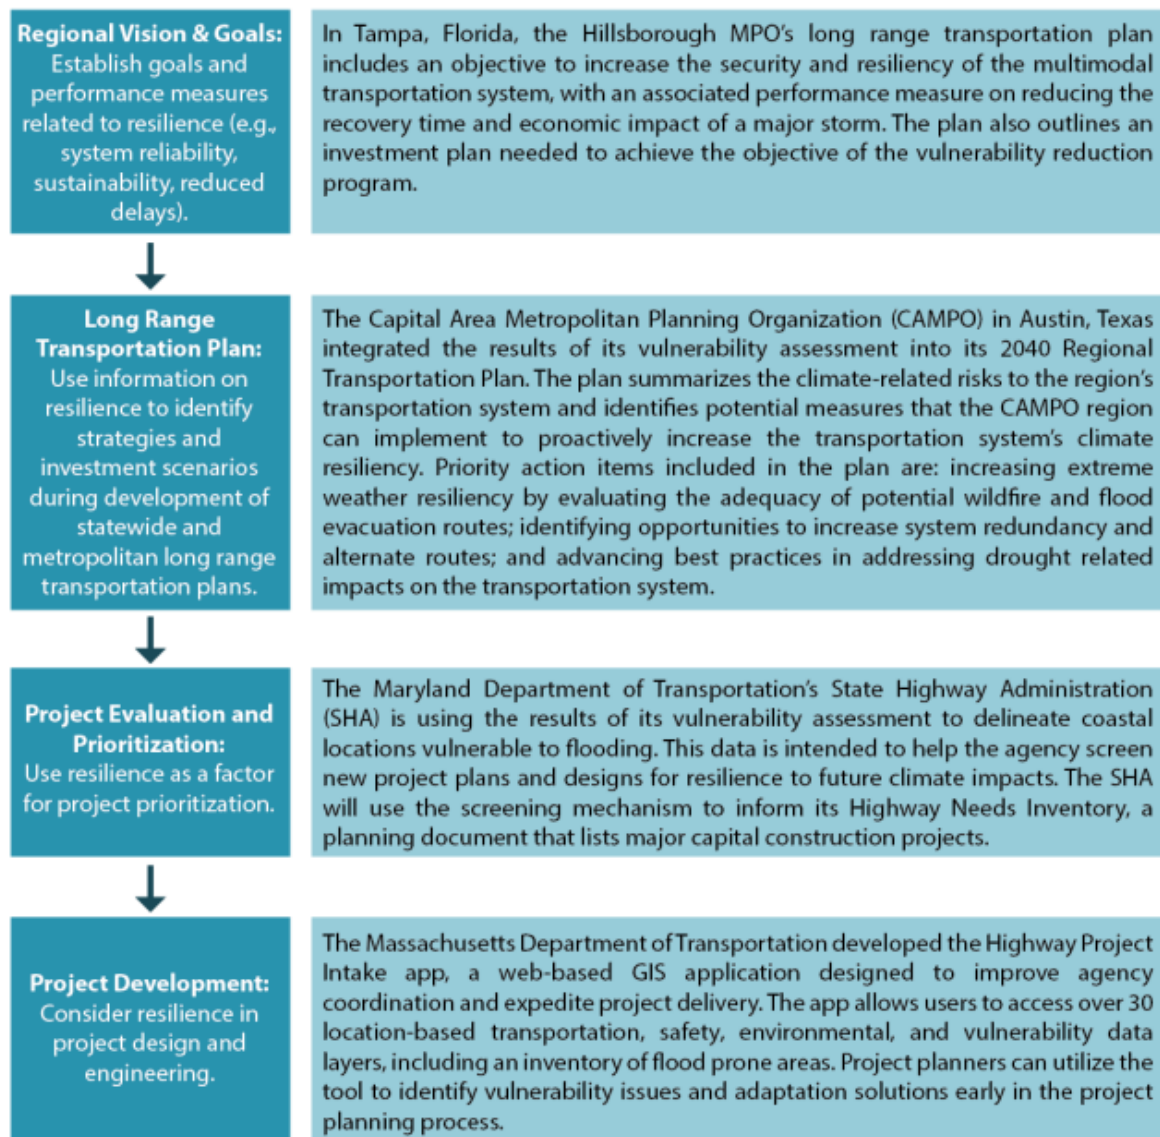 Regional Vision & Goals:
Establish goals and
performance measures
related to resilience (e.g.,
system reliability,
sustainability, reduced
delays).
In Tampa, Florida, the Hillsborough MPO's long range transportation plan
includes an objective to increase the security and resiliency of the multimodal
transportation system, with an associated performance measure on reducing the
recovery time and economic impact of a major storm. The plan also outlines an
investment plan needed to achieve the objective of the vulnerability reduction
program.
Long Range
Transportation Plan:
Use information on
resilience to identify
strategies and
investment scenarios
during development of
statewide and
metropolitan long range
transportation plans.
The Capital Area Metropolitan Planning Organization (CAMPO) in Austin, Texas
integrated the results of its vulnerability assessment into its 2040 Regional
Transportation Plan. The plan summarizes the climate-related risks to the region's
transportation system and identifies potential measures that the CAMPO region
can implement to proactively increase the transportation system's climate
resiliency. Priority action items included in the plan are: increasing extreme
weather resiliency by evaluating the adequacy of potential wildfire and flood
evacuation routes; identifying opportunities to increase system redundancy and
alternate routes; and advancing best practices in addressing drought related
impacts on the transportation system.
Project Evaluation and
Prioritization:
Use resilience as a factor
for project prioritization.
The Maryland Department of Transportation's State Highway Administration
(SHA) is using the results of its vulnerability assessment to delineate coastal
locations vulnerable to flooding. This data is intended to help the agency screen
new project plans and designs for resilience to future climate impacts. The SHA
will use the screening mechanism to inform its Highway Needs Inventory, a
planning document that lists major capital construction projects.
Project Development:
Consider resilience in
project design and
engineering.
The Massachusetts Department of Transportation developed the Highway Project
Intake app, a web-based GIS application designed to improve agency
coordination and expedite project delivery. The app allows users to access over 30
location-based transportation, safety, environmental, and vulnerability data
layers, including an inventory of flood prone areas. Project planners can utilize the
tool to identify vulnerability issues and adaptation solutions early in the project
planning process.